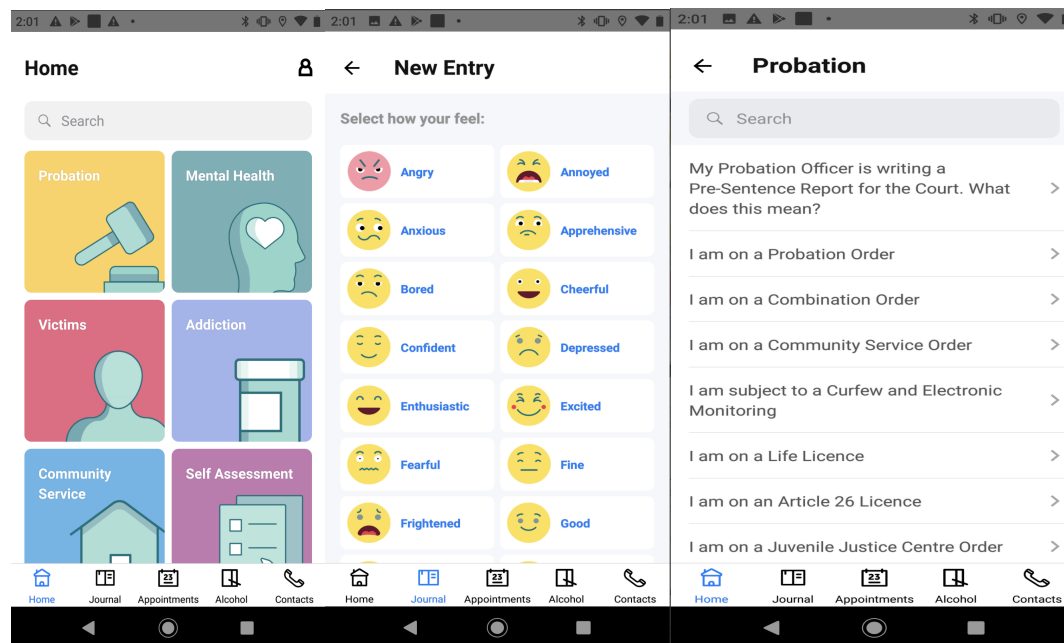 2:01
Home
Search
Probation
Mental Health
Victims
Addiction
Community
Service
Self Assessment
Home
Journal
23
Appointments
Alcohol
Contacts
2:01
New Entry
Select how your feel:
Angry
Annoyed
Anxious
Apprehensive
Bored
Cheerful
Confident
Depressed
Enthusiastic
Excited
Fearful
Fine
Frightened
Good
Home
Journal
23
Appointments
Alcohol
Contacts
2:01
Probation
Search
My Probation Officer is writing a
Pre-Sentence Report for the Court. What
does this mean?
I am on a Probation Order
I am on a Combination Order
I am on a Community Service Order
I am subject to a Curfew and Electronic
Monitoring
I am on a Life Licence
I am on an Article 26 Licence
I am on a Juvenile Justice Centre Order
Home
Journal
23
Appointments
Alcohol
Contacts